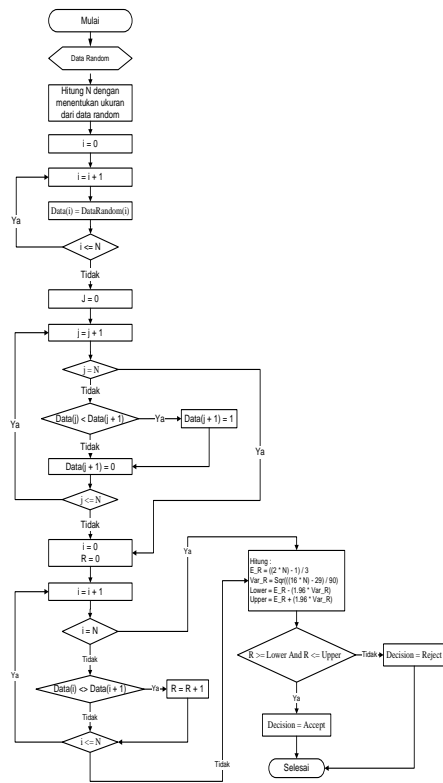 Mulai
Data Random
Hitung N dengan
menentukan ukuran
dari data random
i = 0
i = i + 1
Ya
Data(i) = DataRandom(i)
i <= N
Tidak
J = 0
j = j + 1
j = N
Tidak
Ya
Data(j) < Data(j + 1)
Ya
Data(j + 1) = 1
Tidak
Ya
Data(j + 1) = 0
j <= N
Tidak
i = 0
R = 0
Ya
i = i + 1
i = N
Tidak
Ya
Data(i) <> Data(i + 1)
Ya
R = R + 1
Tidak
i <= N
Tidak
Hitung :
E_R = ((2 * N) - 1) / 3
Var_R = Sqr(((16 * N) - 29) / 90)
Lower = E_R - (1.96 * Var_R)
Upper = E_R + (1.96 * Var_R)
R >= Lower And R <= Upper
Tidak
Decision = Reject
Ya
Decision = Accept
Selesai